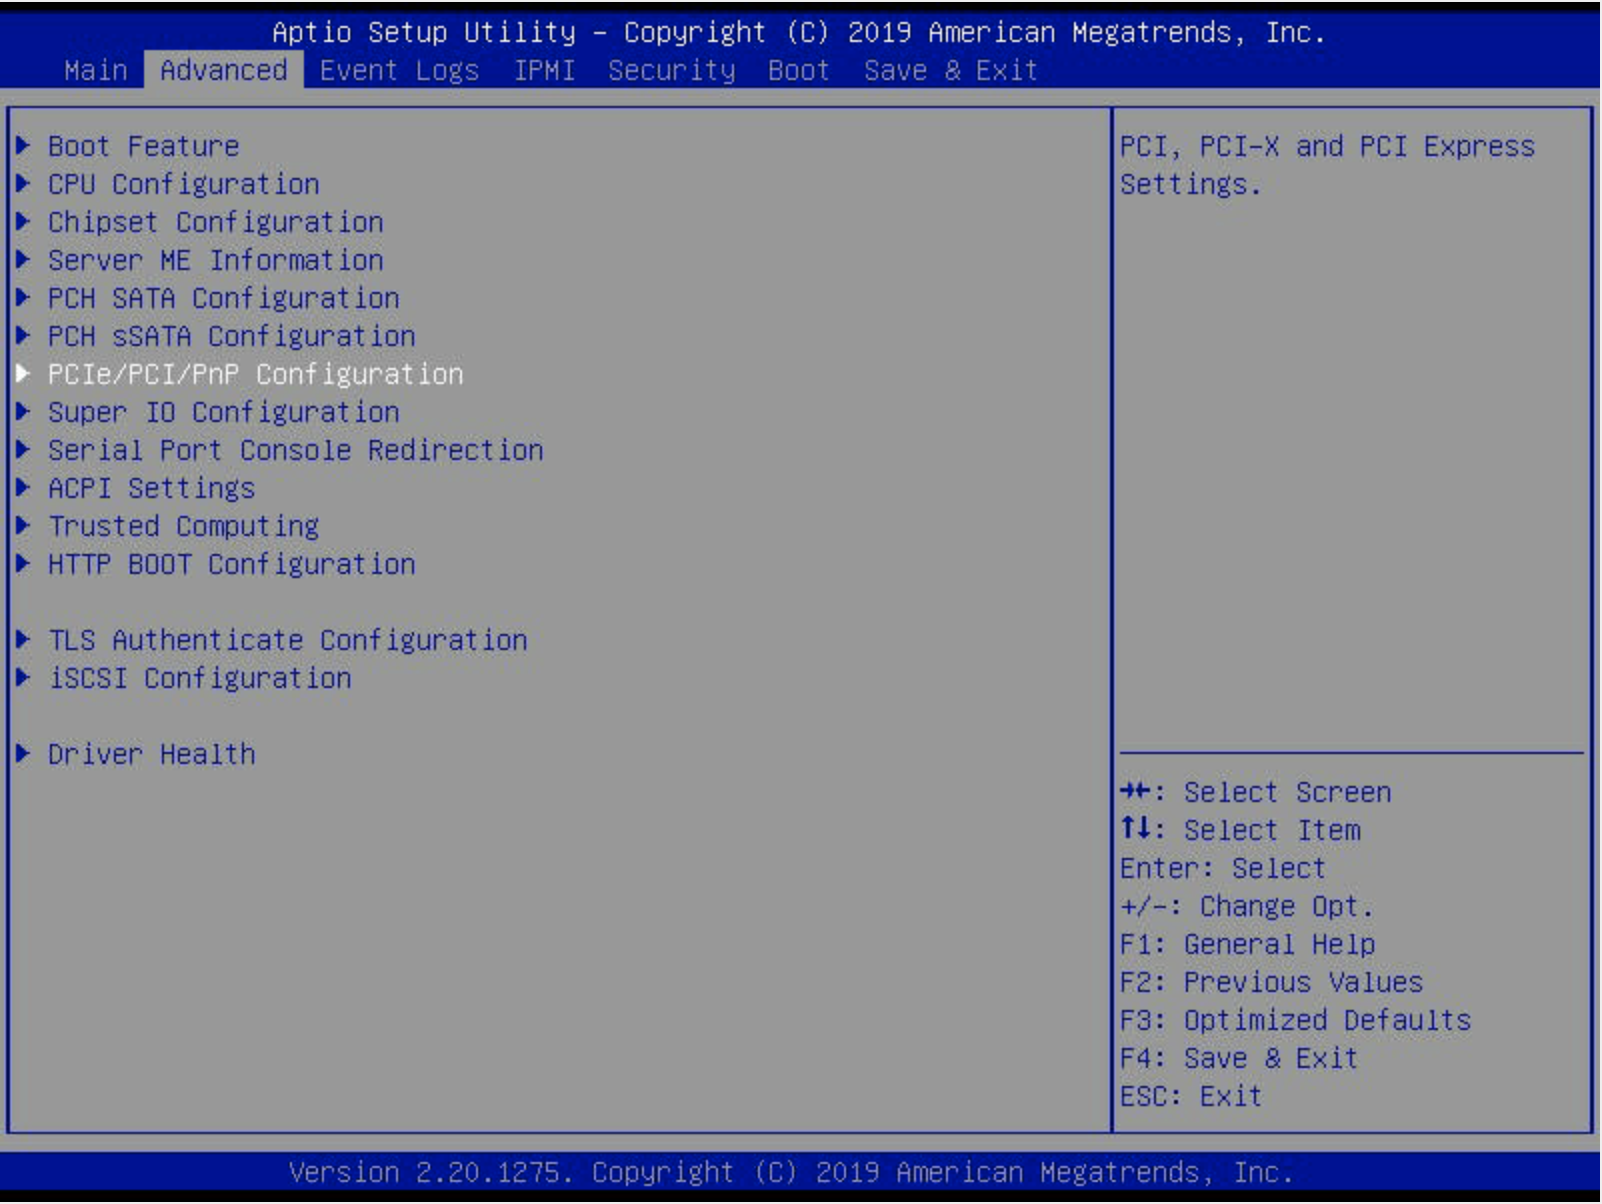 Aptio Setup Utility – Copyright (C) 2019 American Megatrends, Inc.
Main Advanced Event Logs IPMI Security Boot Save & Exit
Boot Feature
CPU Configuration
Chipset Configuration
Server ME Information
PCH SATA Configuration
PCH sSATA Configuration
PCIe/PCI/PnP Configuration
Super IO Configuration
Serial Port Console Redirection
ACPI Settings
Trusted Computing
HTTP BOOT Configuration
TLS Authenticate Configuration
iSCSI Configuration
Driver Health
PCI, PCI-X and PCI Express
Settings.
→←: Select Screen
↑↓: Select Item
Enter: Select
+/-: Change Opt.
F1: General Help
F2: Previous Values
F3: Optimized Defaults
F4: Save & Exit
ESC: Exit
Version 2.20.1275. Copyright (C) 2019 American Megatrends, Inc.